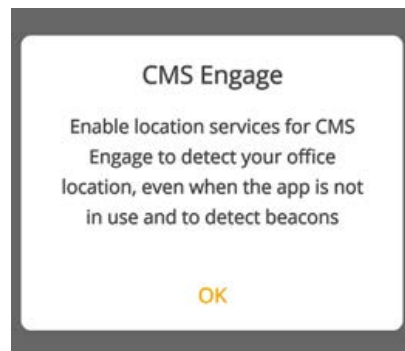 CMS Engage
Enable location services for CMS
Engage to detect your office
location, even when the app is not
in use and to detect beacons
OK